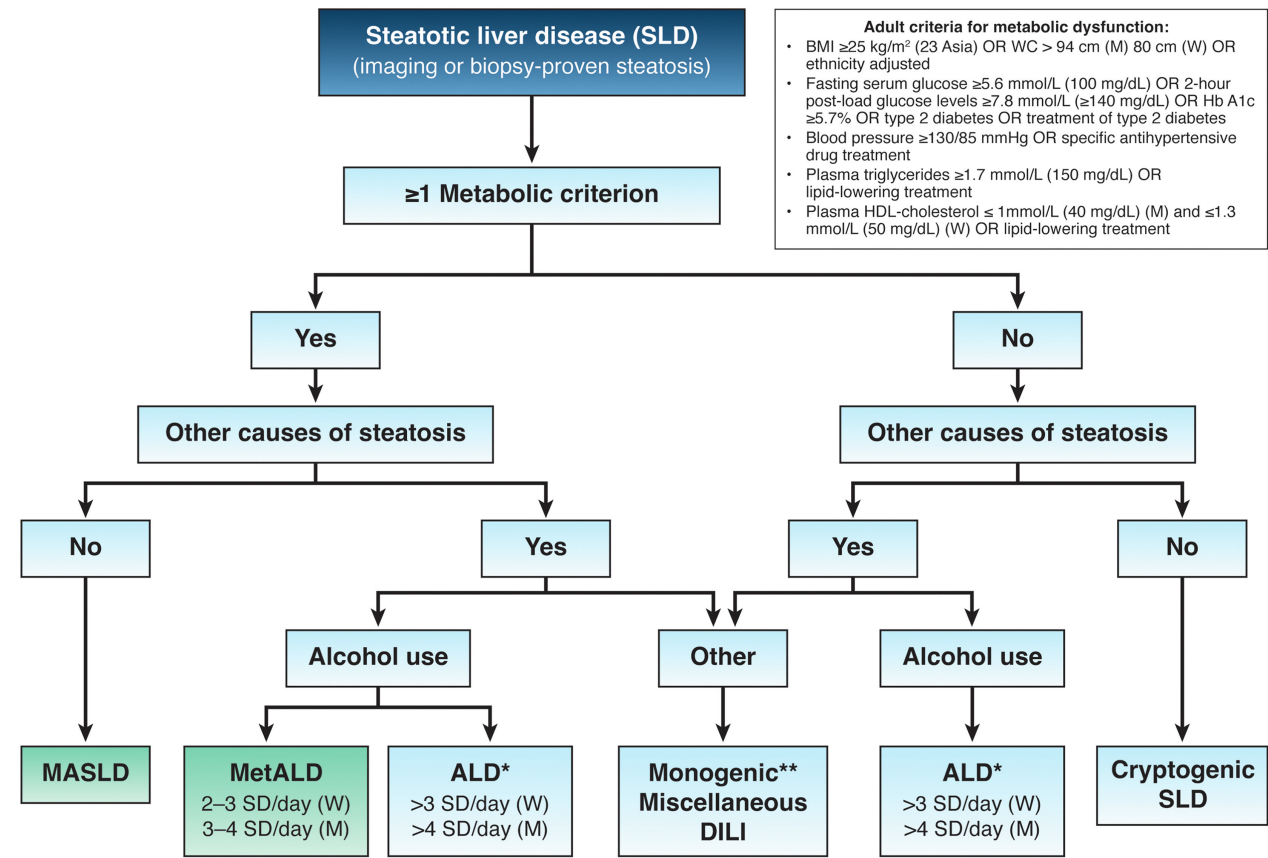 Steatotic liver disease (SLD)
(imaging or biopsy-proven steatosis)
Adult criteria for metabolic dysfunction:
• BMI ≥25 kg/m² (23 Asia) OR WC > 94 cm (M) 80 cm (W) OR
ethnicity adjusted
• Fasting serum glucose ≥5.6 mmol/L (100 mg/dL) OR 2-hour
post-load glucose levels ≥7.8 mmol/L (≥140 mg/dL) OR Hb A1c
≥5.7% OR type 2 diabetes OR treatment of type 2 diabetes
• Blood pressure ≥130/85 mmHg OR specific antihypertensive
drug treatment
• Plasma triglycerides ≥1.7 mmol/L (150 mg/dL) OR
lipid-lowering treatment
• Plasma HDL-cholesterol ≤ 1mmol/L (40 mg/dL) (M) and ≤1.3
mmol/L (50 mg/dL) (W) OR lipid-lowering treatment
≥1 Metabolic criterion
Yes
No
Other causes of steatosis
Other causes of steatosis
No
Yes
Yes
No
Alcohol use
Other
Alcohol use
MASLD
MetALD
2–3 SD/day (W)
3–4 SD/day (M)
ALD*
>3 SD/day (W)
>4 SD/day (M)
Monogenic**
Miscellaneous
DILI
ALD*
>3 SD/day (W)
>4 SD/day (M)
Cryptogenic
SLD